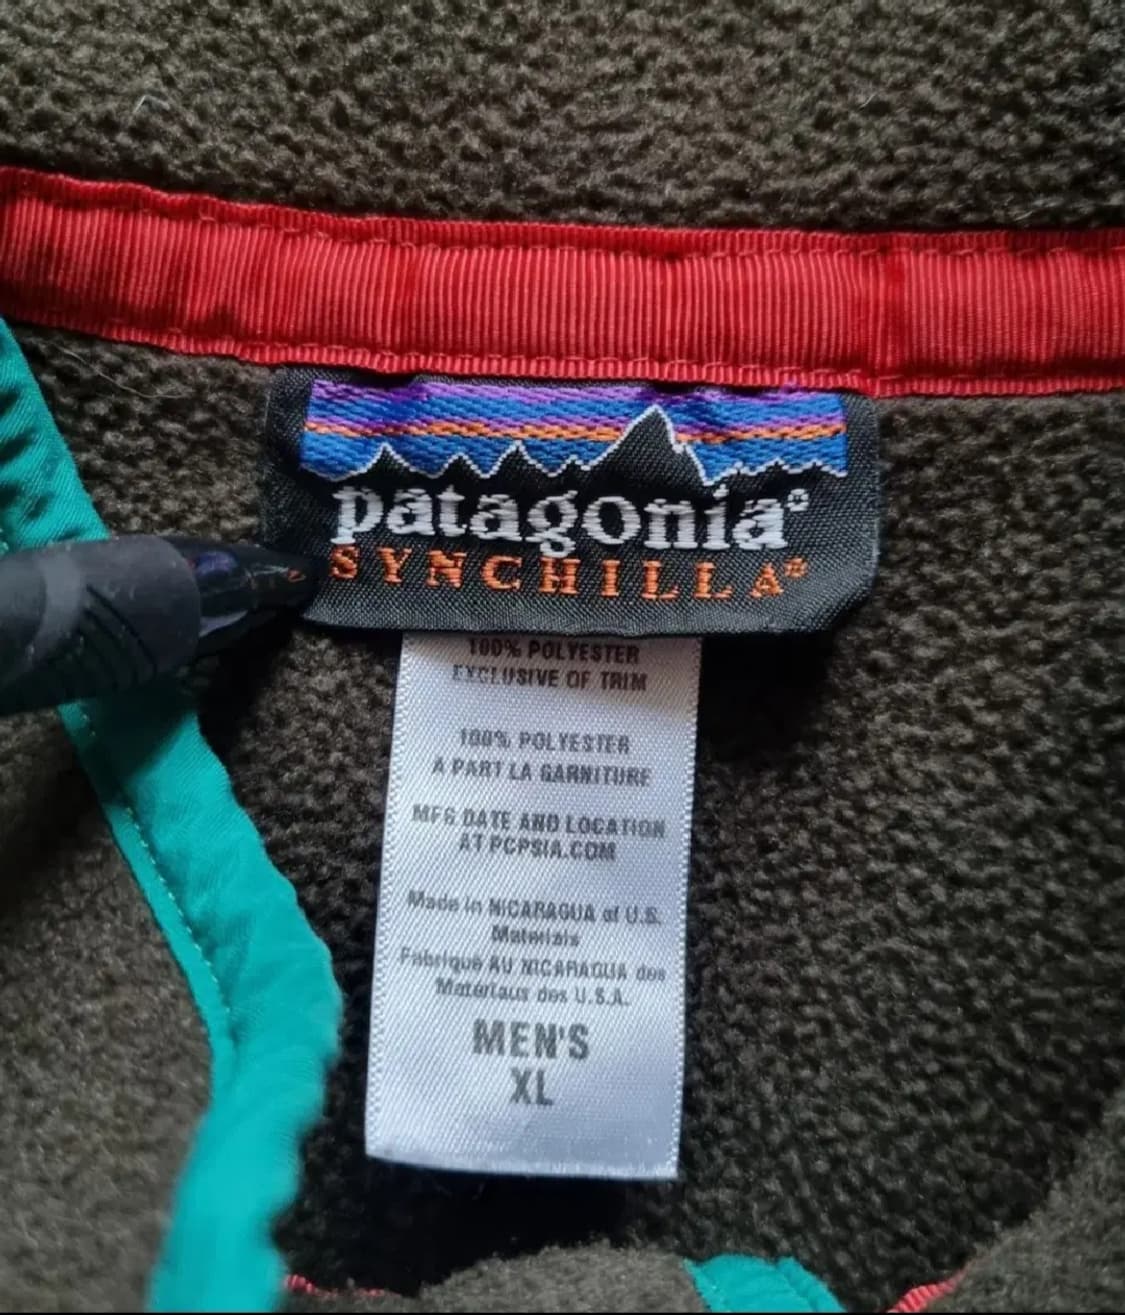 patagonia®
SYNCHILLA®
100% POLYESTER
EXCLUSIVE OF TRIM
100% POLYESTER
A PART LA GARNITURE
MFG DATE AND LOCATION
AT PCPSIA.COM
Made in NICARAGUA of U.S.
Materials
Fabriqué AU NICARAGUA des
Materiaux des U.S.A.
MEN'S
XL